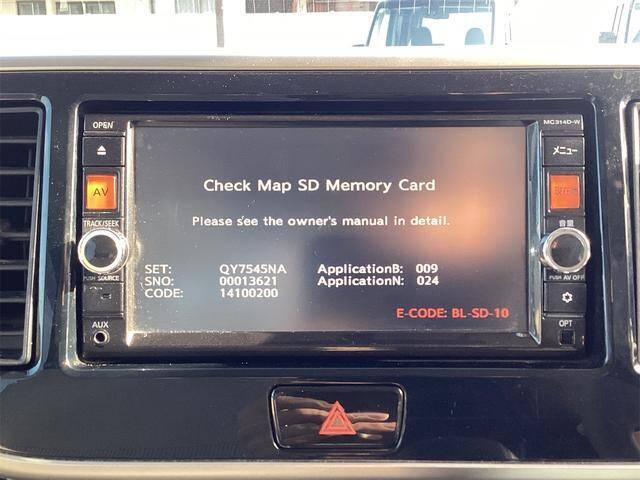 OPEN
MC314D-W
メニュー
AV
TRACK/SEEK
音量
PUSH SOURCE
PUSH AV OFF
AUX
OPT
Check Map SD Memory Card
Please see the owner's manual in detail.
SET: QY7545NA ApplicationB: 009
SNO: 00013621 ApplicationN: 024
CODE: 14100200
E-CODE: BL-SD-10